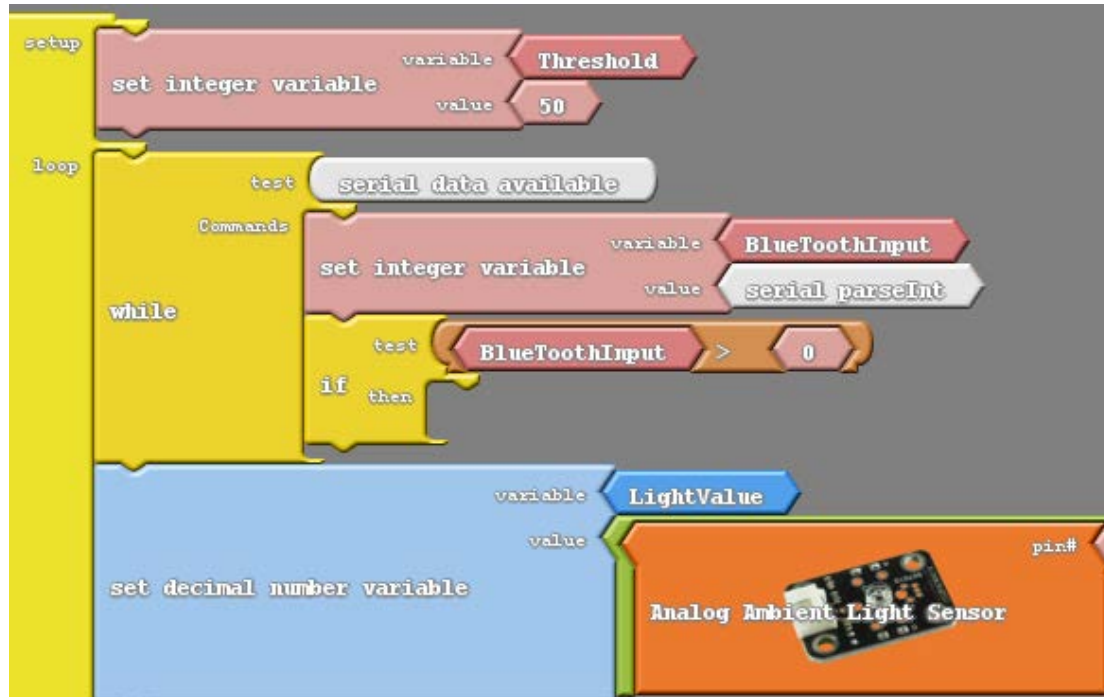 setup
variable Threshold
set integer variable
value 50
loop
test serial data available
Commands
variable BlueToothInput
set integer variable
value serial parseInt
while
test BlueToothInput > 0
if then
variable LightValue
value
pin#
set decimal number variable
Analog Ambient Light Sensor